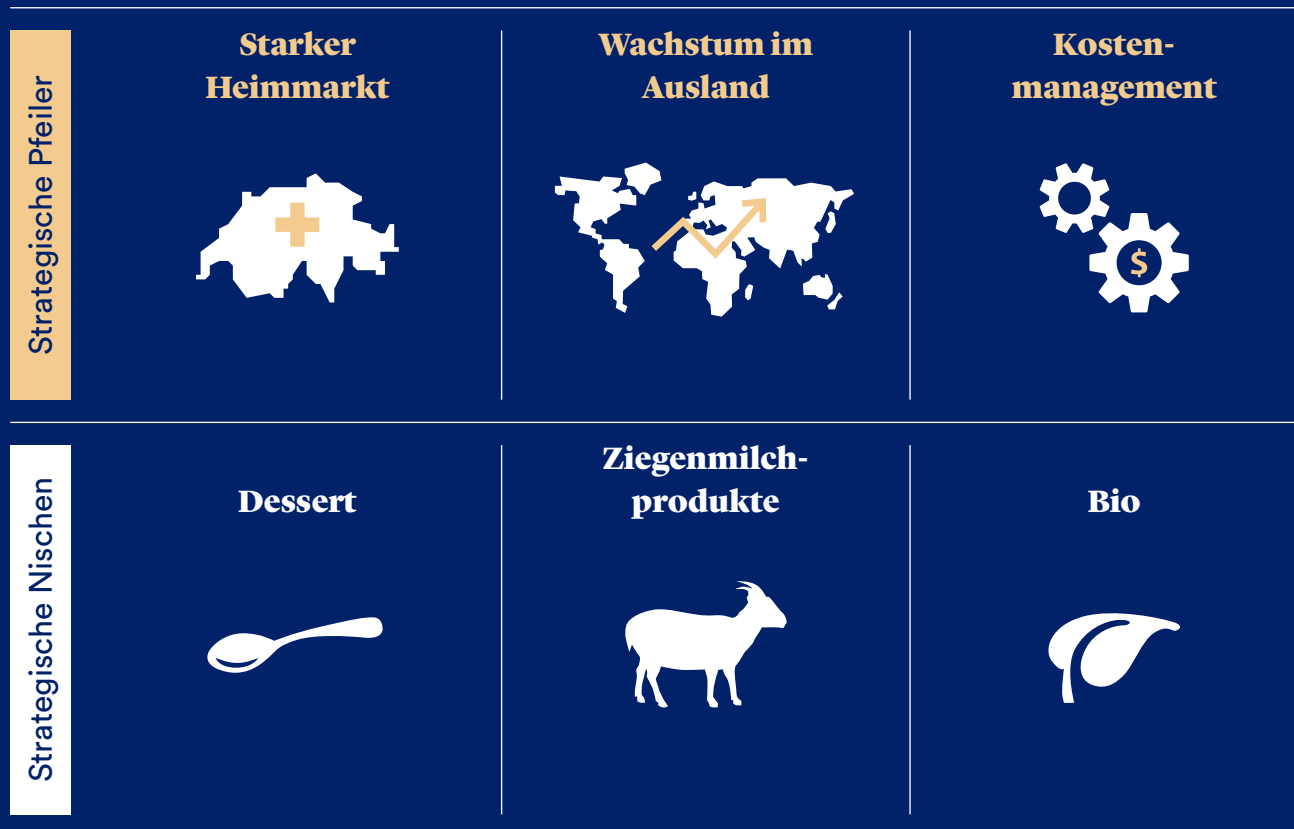 Strategische Pfeiler
Starker
Heimmarkt
Wachstum im
Ausland
Kosten-
management
$
Strategische Nischen
Dessert
Ziegenmilch-
produkte
Bio